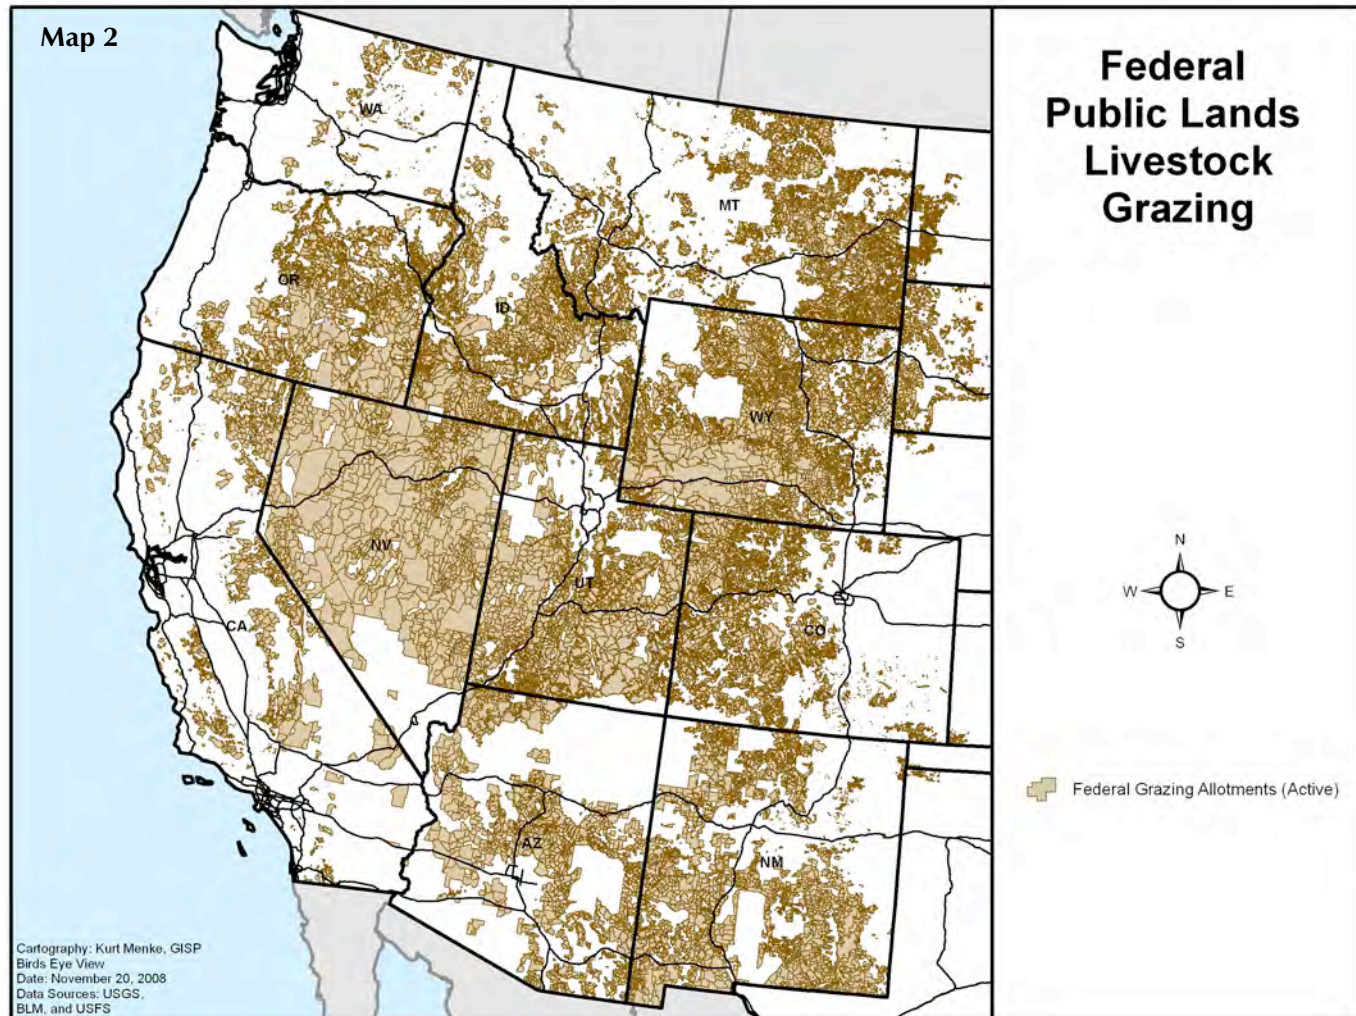 Map 2
Federal
Public Lands
Livestock
Grazing
WA
MT
OR
ID
WY
NV
UT
CA
CO
AZ
NM
N
W
E
S
Federal Grazing Allotments (Active)
Cartography: Kurt Menke, GISP
Birds Eye View
Date: November 20, 2008
Data Sources: USGS,
BLM, and USFS